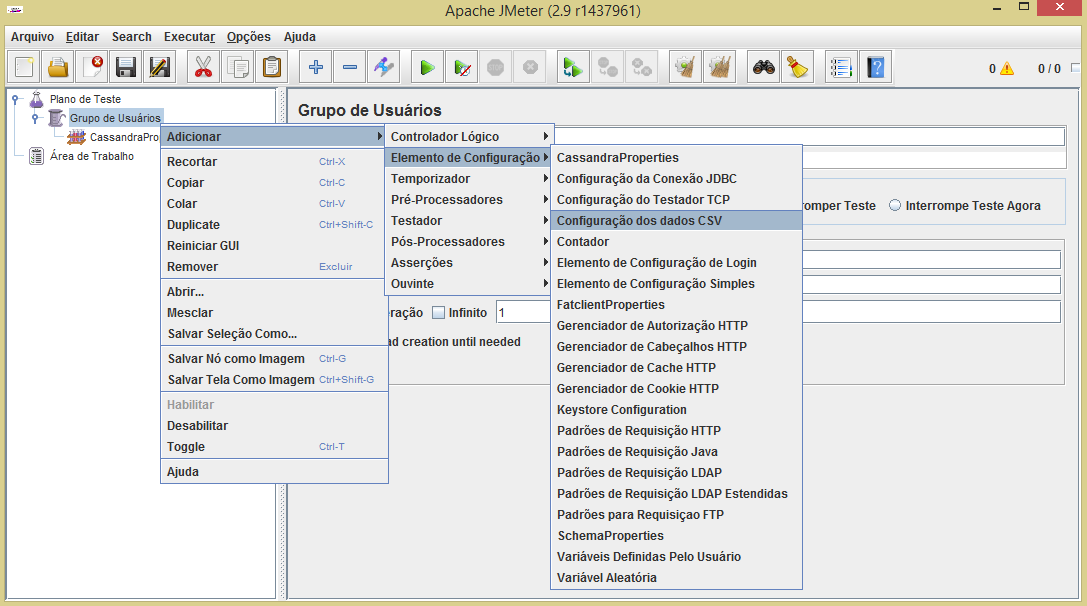 Apache JMeter (2.9 r1437961)
Arquivo Editar Search Executar Opções Ajuda
0 0 / 0
Plano de Teste
Grupo de Usuários
CassandraPro
Área de Trabalho
Grupo de Usuários
Adicionar
Recortar Ctrl-X
Copiar Ctrl-C
Colar Ctrl-V
Duplicate Ctrl+Shift-C
Reiniciar GUI
Remover Excluir
Abrir...
Mesclar
Salvar Seleção Como...
Salvar Nó como Imagem Ctrl-G
Salvar Tela Como Imagem Ctrl+Shift-G
Habilitar
Desabilitar
Toggle Ctrl-T
Ajuda
Controlador Lógico
Elemento de Configuração
Temporizador
Pré-Processadores
Testador
Pós-Processadores
Asserções
Ouvinte
CassandraProperties
Configuração da Conexão JDBC
Configuração do Testador TCP
Configuração dos dados CSV
Contador
Elemento de Configuração de Login
Elemento de Configuração Simples
FatclientProperties
Gerenciador de Autorização HTTP
Gerenciador de Cabeçalhos HTTP
Gerenciador de Cache HTTP
Gerenciador de Cookie HTTP
Keystore Configuration
Padrões de Requisição HTTP
Padrões de Requisição Java
Padrões de Requisição LDAP
Padrões de Requisição LDAP Estendidas
Padrões para Requisiçao FTP
SchemaProperties
Variáveis Definidas Pelo Usuário
Variável Aleatória
romper Teste Interrompe Teste Agora
eração Infinito 1
ad creation until needed